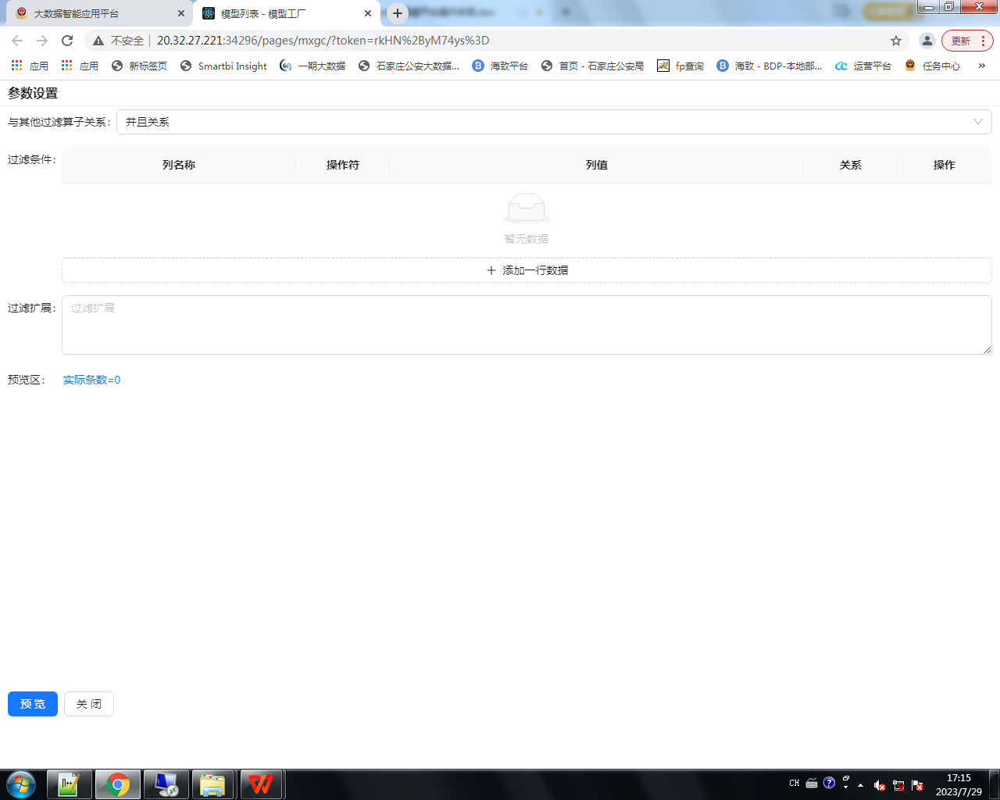 大数据智能应用平台
模型列表 - 模型工厂
不安全 20.32.27.221:34296/pages/mxgc/?token=rkHN%2ByM74ys%3D
更新
应用 应用 新标签页 Smartbi Insight 一期大数据 石家庄公安大数据... 海致平台 首页 - 石家庄公安局 fp查询 海致 - BDP-本地部... 运营平台 任务中心 »
参数设置
与其他过滤算子关系: 并且关系
过滤条件: 列名称 操作符 列值 关系 操作
暂无数据
+ 添加一行数据
过滤扩展: 过滤扩展
预览区: 实际条数=0
预 览 关 闭
CH
17:15
2023/7/29